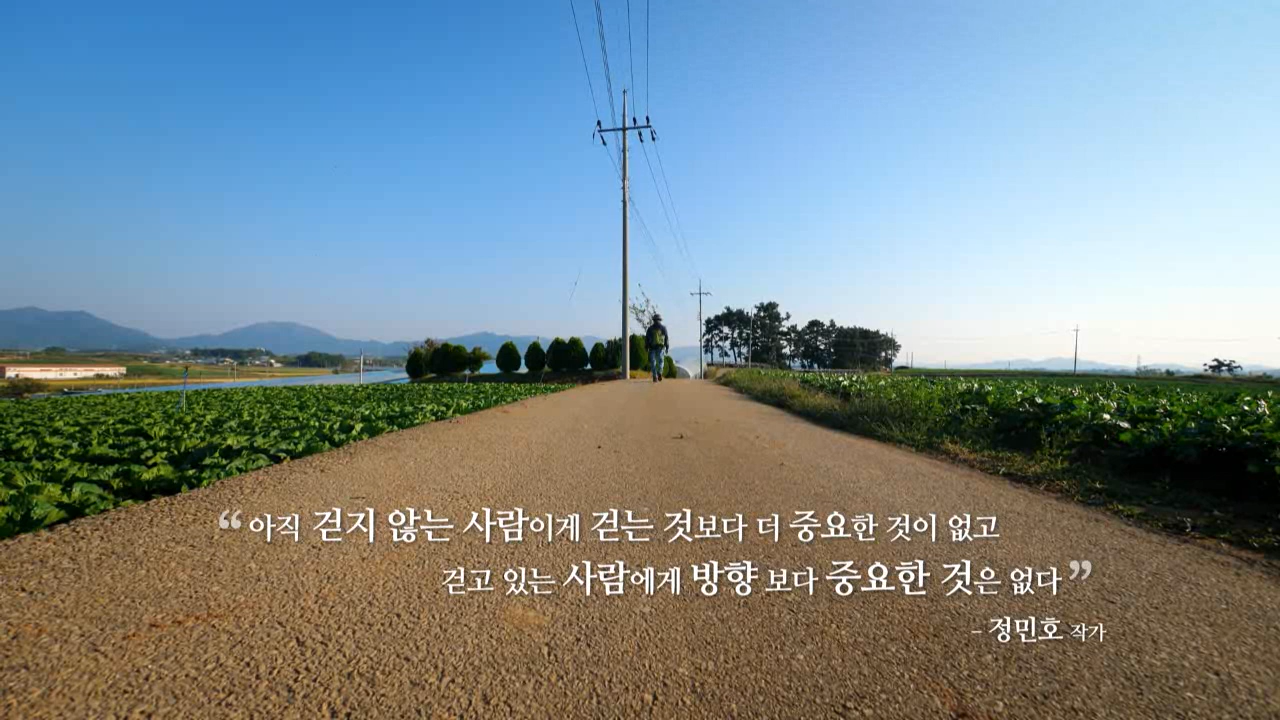 “ 아직 걷지 않는 사람이게 걷는 것보다 더 중요한 것이 없고
걷고 있는 사람에게 방향 보다 중요한 것은 없다 ”
- 정민호 작가